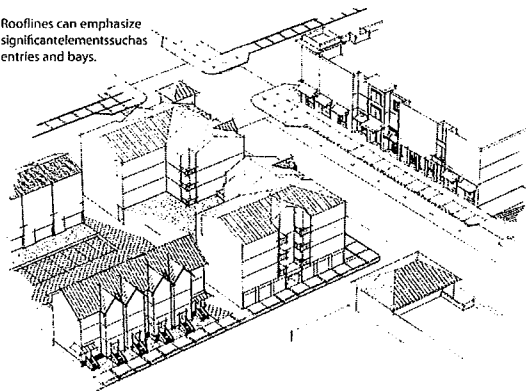 Rooflines can emphasize
significantelementssuchas
entries and bays.